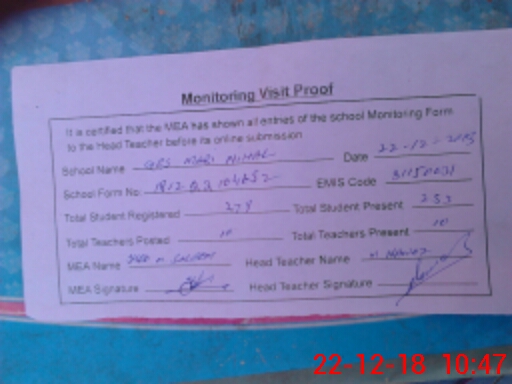 Monitoring Visit Proof
It is certified that the MEA has shown all entries of the School Monitoring Form
to the Head Teacher before its online submission
School Name GPS Date 22-12-
School Form No: EMIS Code
Total Student Registered 279 Total Student Present 253
Total Teachers Posted 10 Total Teachers Present 10
MEA Name Head Teacher Name
MEA Signature Head Teacher Signature
22-12-18 10:47